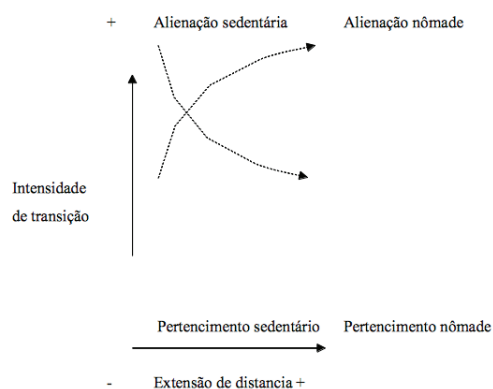 + Alienação sedentária Alienação nômade
Intensidade
de transição
Pertencimento sedentário Pertencimento nômade
- Extensão de distancia +